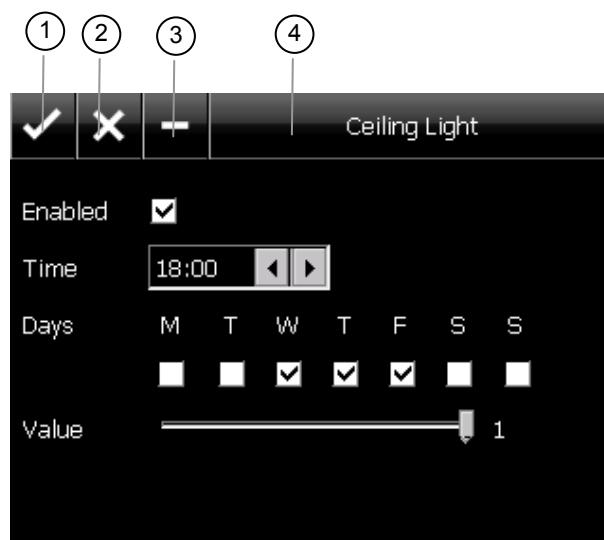 1 2 3 4
Ceiling Light
Enabled
Time 18:00
Days M T W T F S S
Value 1